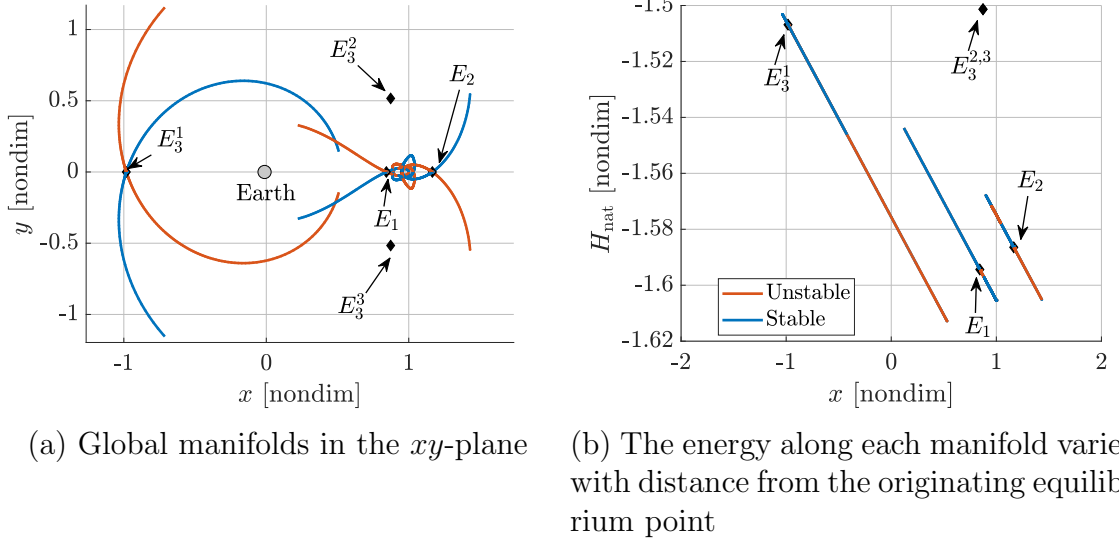 1
0.5
0
-0.5
-1
-1
0
1
y [nondim]
x [nondim]
E_3^1
E_3^2
E_3^3
E_1
E_2
Earth
(a) Global manifolds in the xy-plane
-1.5
-1.52
-1.54
-1.56
-1.58
-1.6
-1.62
-2
-1
0
1
2
H_nat [nondim]
x [nondim]
E_3^1
E_3^{2,3}
E_2
E_1
Unstable
Stable
(b) The energy along each manifold varie
with distance from the originating equilib
rium point